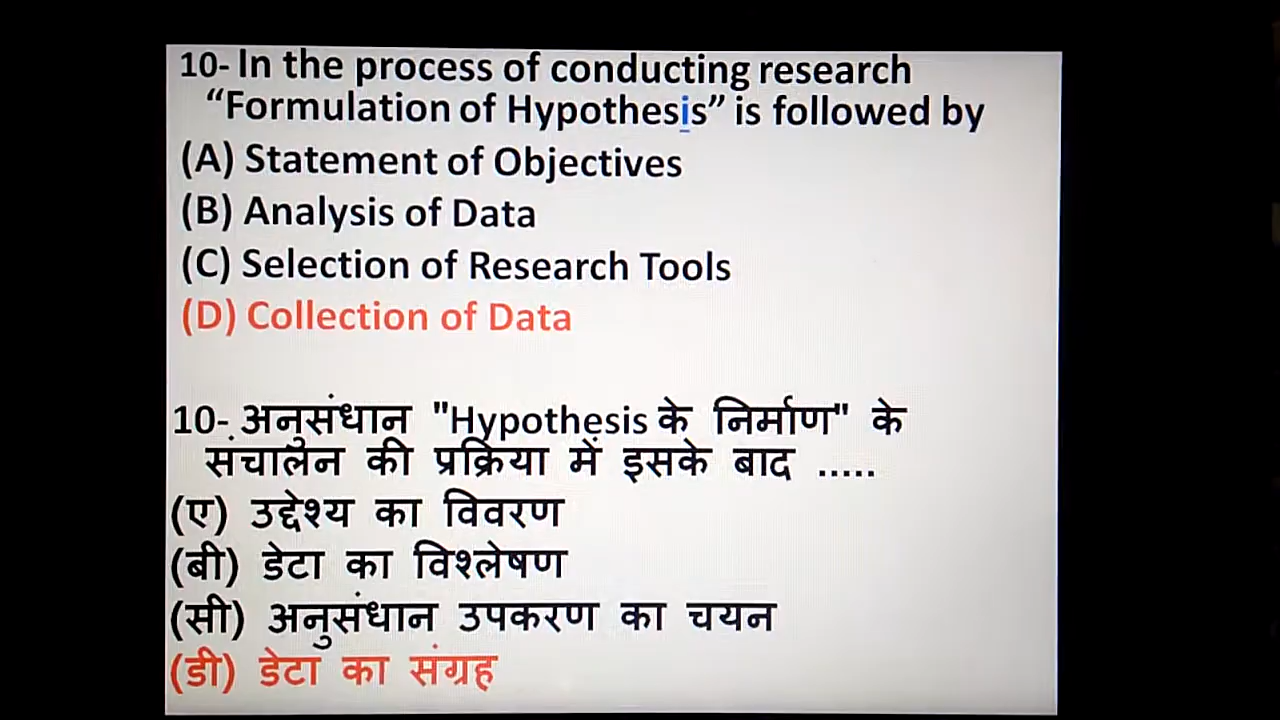 10- In the process of conducting research
“Formulation of Hypothesis” is followed by
(A) Statement of Objectives
(B) Analysis of Data
(C) Selection of Research Tools
(D) Collection of Data
10- अनुसंधान "Hypothesis के निर्माण" के
संचालन की प्रक्रिया में इसके बाद .....
(ए) उद्देश्य का विवरण
(बी) डेटा का विश्लेषण
(सी) अनुसंधान उपकरण का चयन
(डी) डेटा का संग्रह